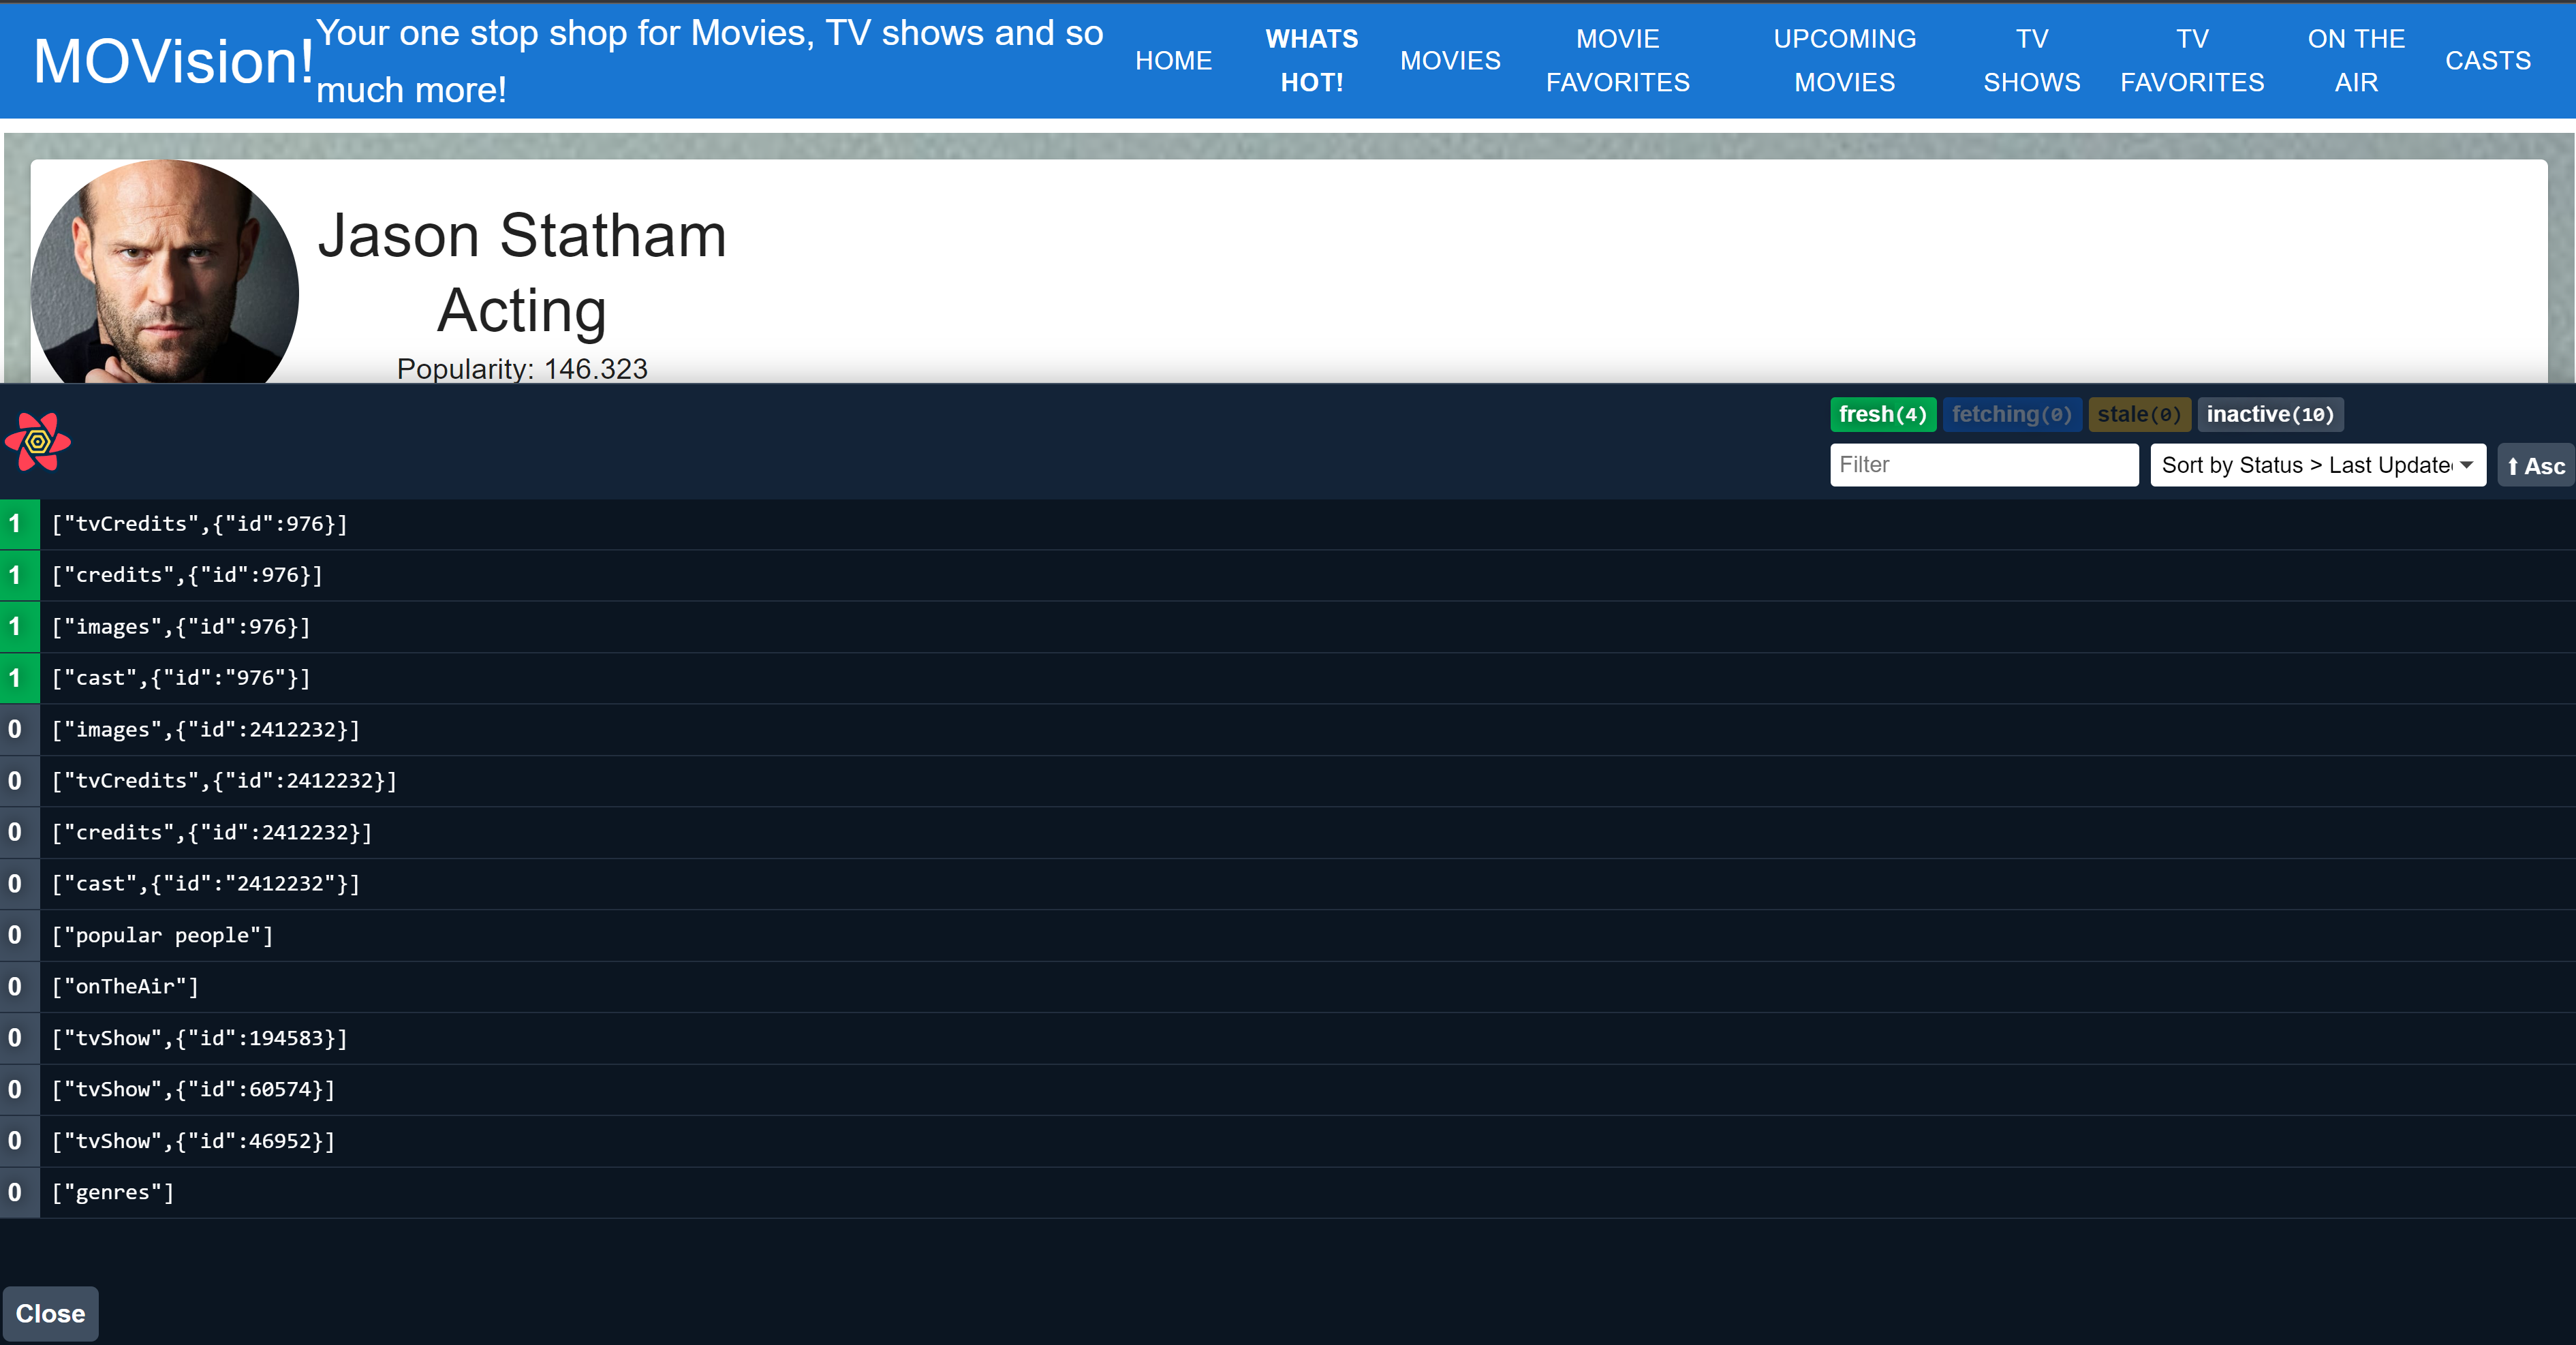 MOVision!
Your one stop shop for Movies, TV shows and so
much more!
HOME
WHATS
HOT!
MOVIES
MOVIE
FAVORITES
UPCOMING
MOVIES
TV
SHOWS
TV
FAVORITES
ON THE
AIR
CASTS
Jason Statham
Acting
Popularity: 146.323
fresh(4) fetching(0) stale(0) inactive(10)
Filter
Sort by Status > Last Update
⬆ Asc
1 ["tvCredits",{"id":976}]
1 ["credits",{"id":976}]
1 ["images",{"id":976}]
1 ["cast",{"id":"976"}]
0 ["images",{"id":2412232}]
0 ["tvCredits",{"id":2412232}]
0 ["credits",{"id":2412232}]
0 ["cast",{"id":"2412232"}]
0 ["popular people"]
0 ["onTheAir"]
0 ["tvShow",{"id":194583}]
0 ["tvShow",{"id":60574}]
0 ["tvShow",{"id":46952}]
0 ["genres"]
Close